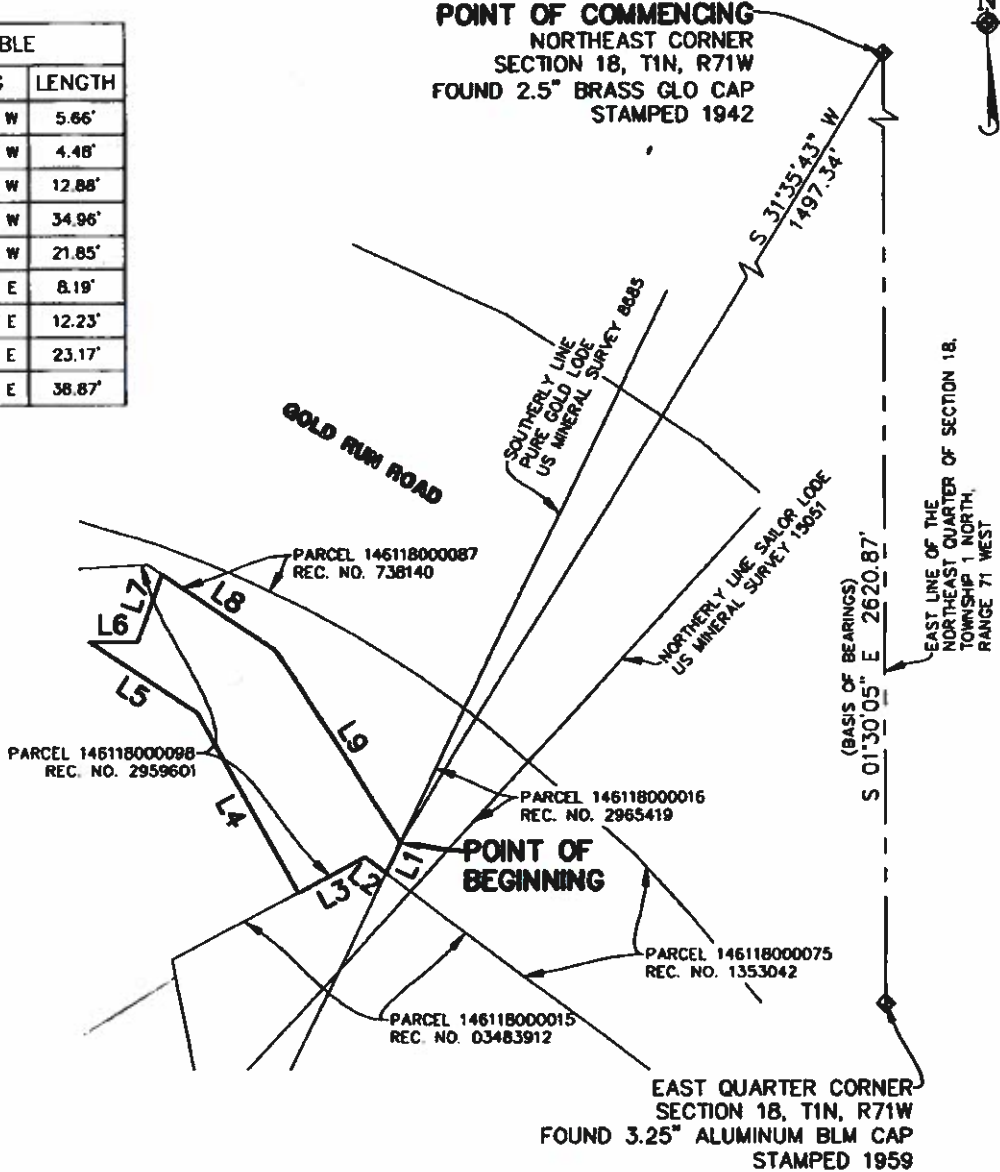 POINT OF COMMENCING
NORTHEAST CORNER
SECTION 18, T1N, R71W
FOUND 2.5" BRASS GLO CAP
STAMPED 1942
BLE
LENGTH
W 5.66'
W 4.48'
W 12.88'
W 34.96'
W 21.85'
E 8.19'
E 12.23'
E 23.17'
E 38.87'
S 31°35'43" W
1497.34'
SOUTHERLY LINE
PURE GOLD LODE
US MINERAL SURVEY 8685
GOLD RUN ROAD
NORTHERLY LINE SAILOR LODE
US MINERAL SURVEY 15051
(BASIS OF BEARINGS)
S 01°30'05" E 2620.87'
EAST LINE OF THE
NORTHEAST QUARTER OF SECTION 18,
TOWNSHIP 1 NORTH,
RANGE 71 WEST
PARCEL 146118000087
REC. NO. 738140
L7
L6
L8
L5
L9
PARCEL 146118000098
REC. NO. 2959601
L4
PARCEL 146118000016
REC. NO. 2965419
POINT OF
BEGINNING
L1
L2
L3
PARCEL 146118000075
REC. NO. 1353042
PARCEL 146118000015
REC. NO. 03483912
EAST QUARTER CORNER
SECTION 18, T1N, R71W
FOUND 3.25" ALUMINUM BLM CAP
STAMPED 1959